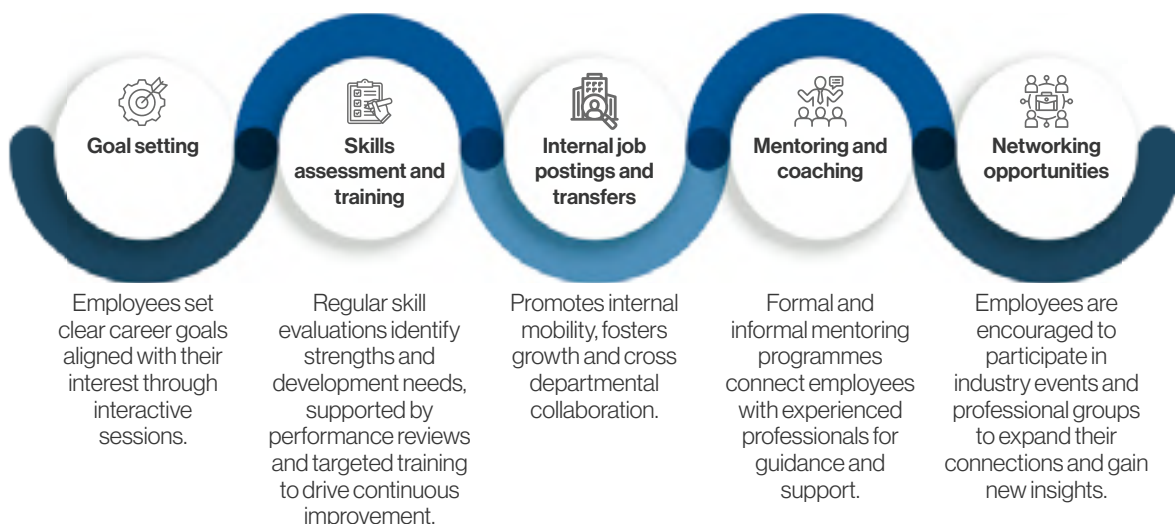 Goal setting
Employees set
clear career goals
aligned with their
interest through
interactive
sessions.
Skills
assessment and
training
Regular skill
evaluations identify
strengths and
development needs,
supported by
performance reviews
and targeted training
to drive continuous
improvement.
Internal job
postings and
transfers
Promotes internal
mobility, fosters
growth and cross
departmental
collaboration.
Mentoring and
coaching
Formal and
informal mentoring
programmes
connect employees
with experienced
professionals for
guidance and
support.
Networking
opportunities
Employees are
encouraged to
participate in
industry events and
professional groups
to expand their
connections and gain
new insights.